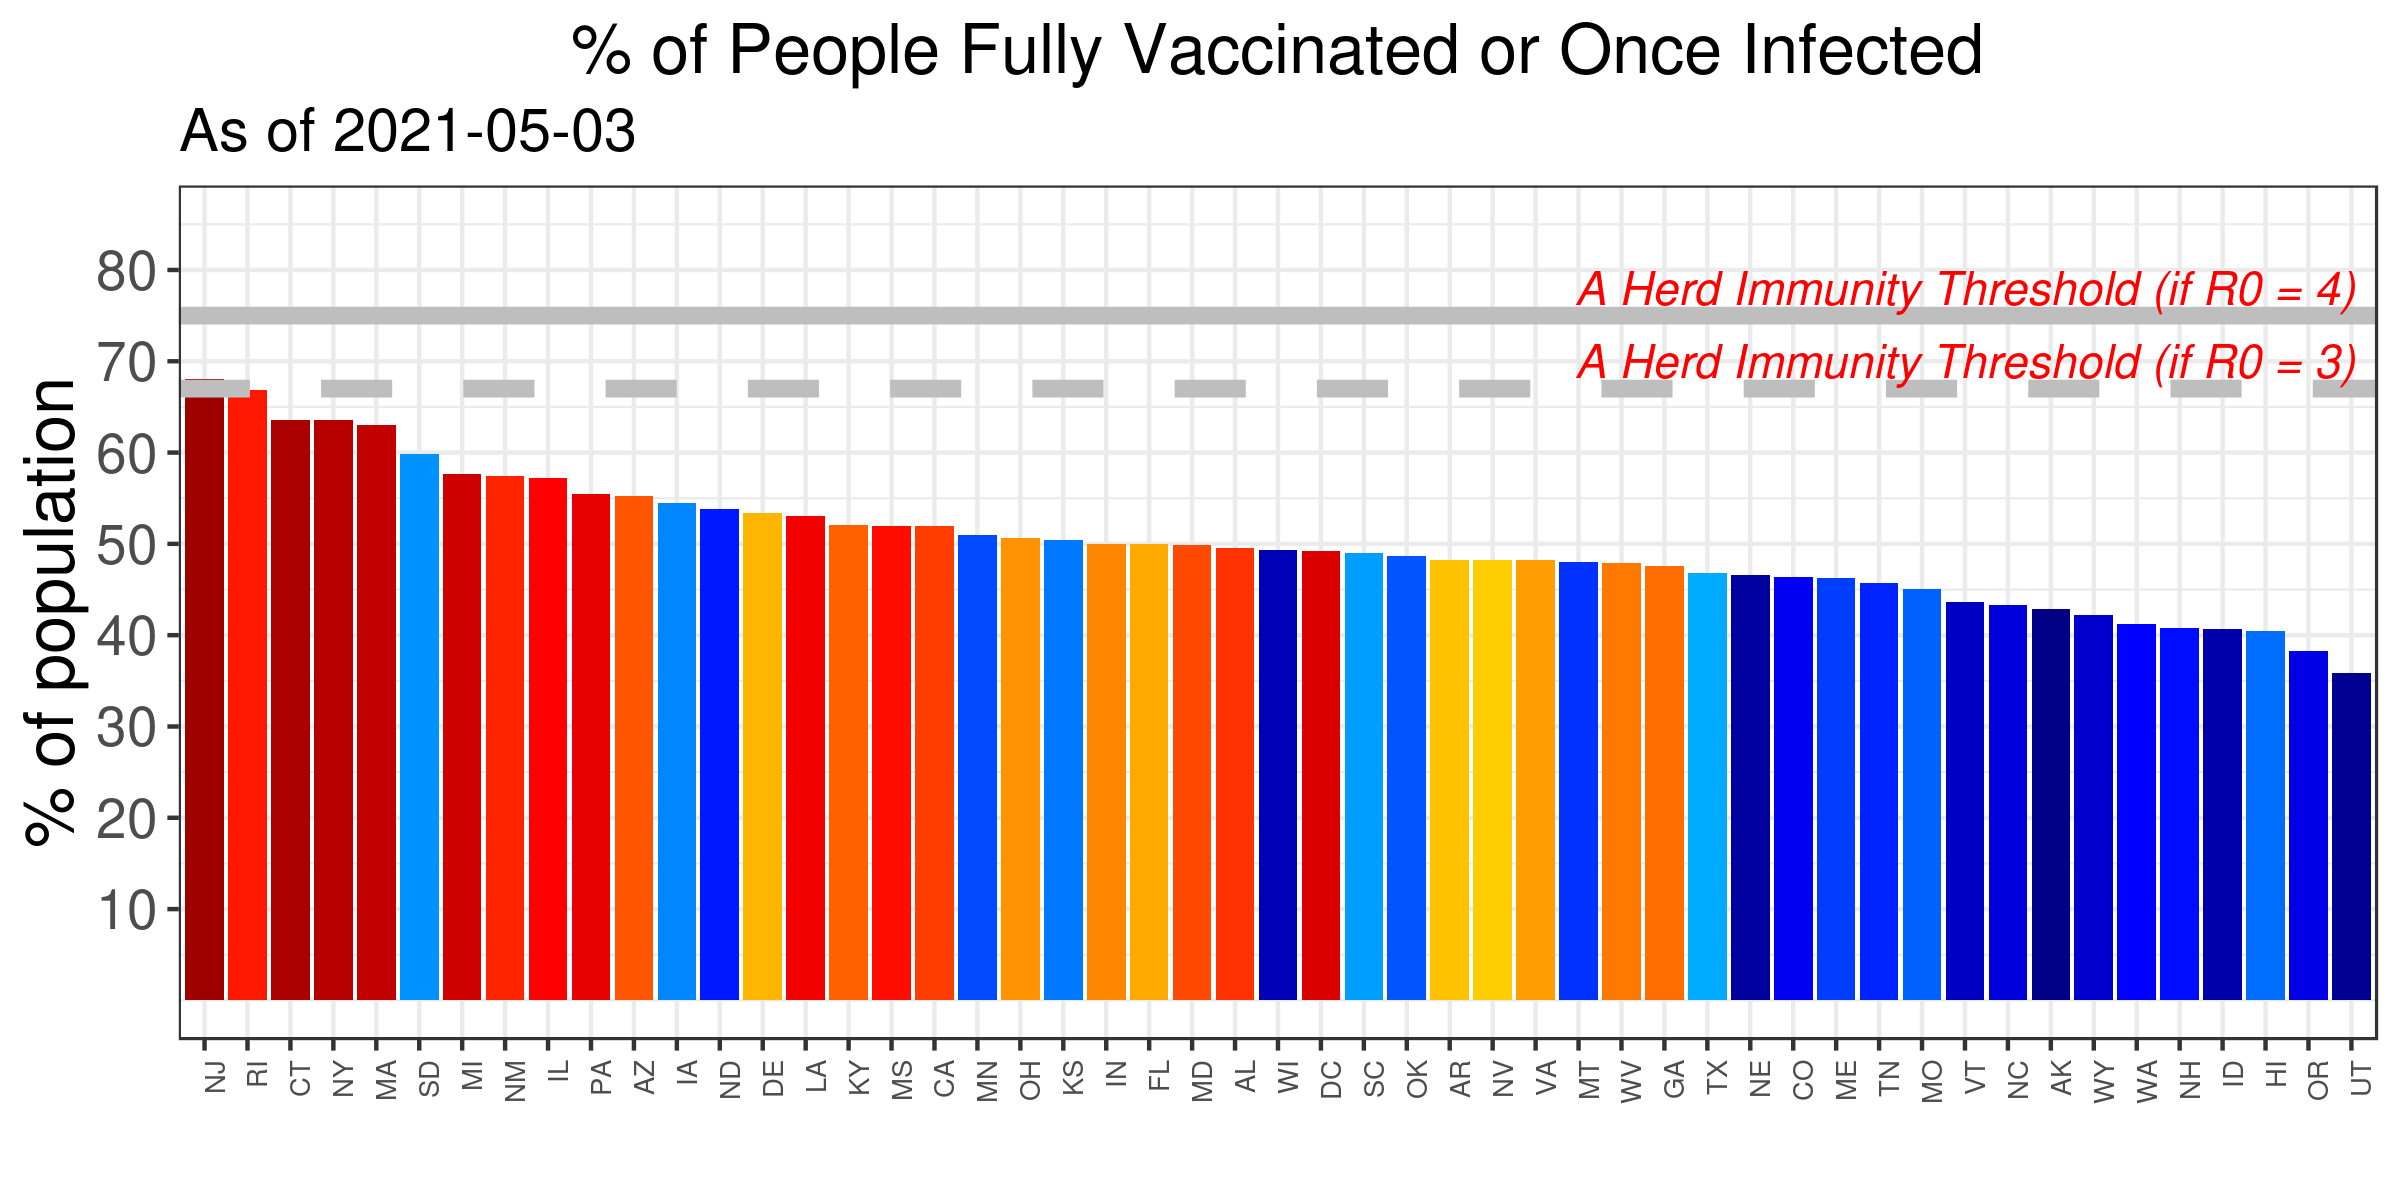 % of People Fully Vaccinated or Once Infected
As of 2021-05-03
% of population
80
70
60
50
40
30
20
10
A Herd Immunity Threshold (if R0 = 4)
A Herd Immunity Threshold (if R0 = 3)
NJ RI CT NY MA SD MI NM IL PA AZ IA ND DE LA KY MS CA MN OH KS IN FL MD AL WI DC SC OK AR NV VA MT WV GA TX NE CO ME TN MO VT NC AK WY WA NH ID HI OR UT